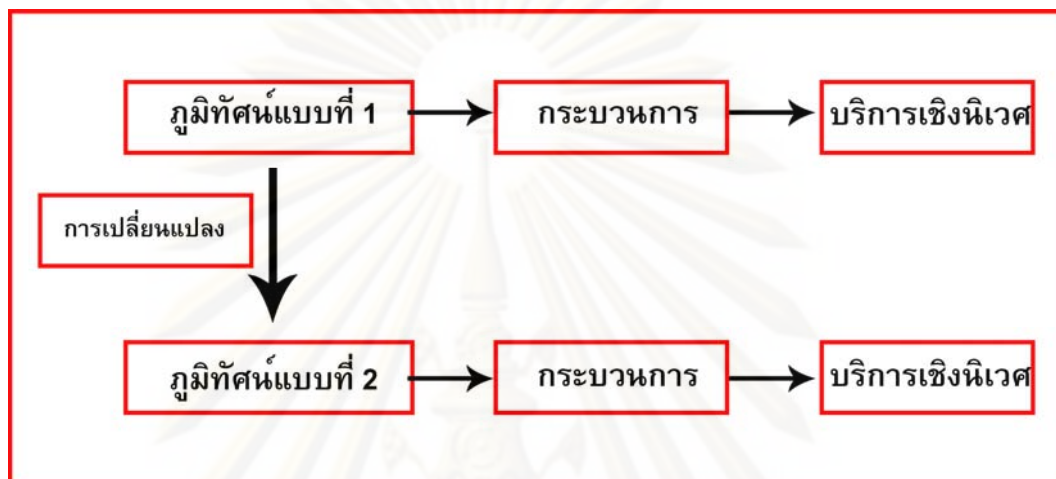 ภูมิทัศน์แบบที่ 1
กระบวนการ
บริการเชิงนิเวศ
การเปลี่ยนแปลง
ภูมิทัศน์แบบที่ 2
กระบวนการ
บริการเชิงนิเวศ